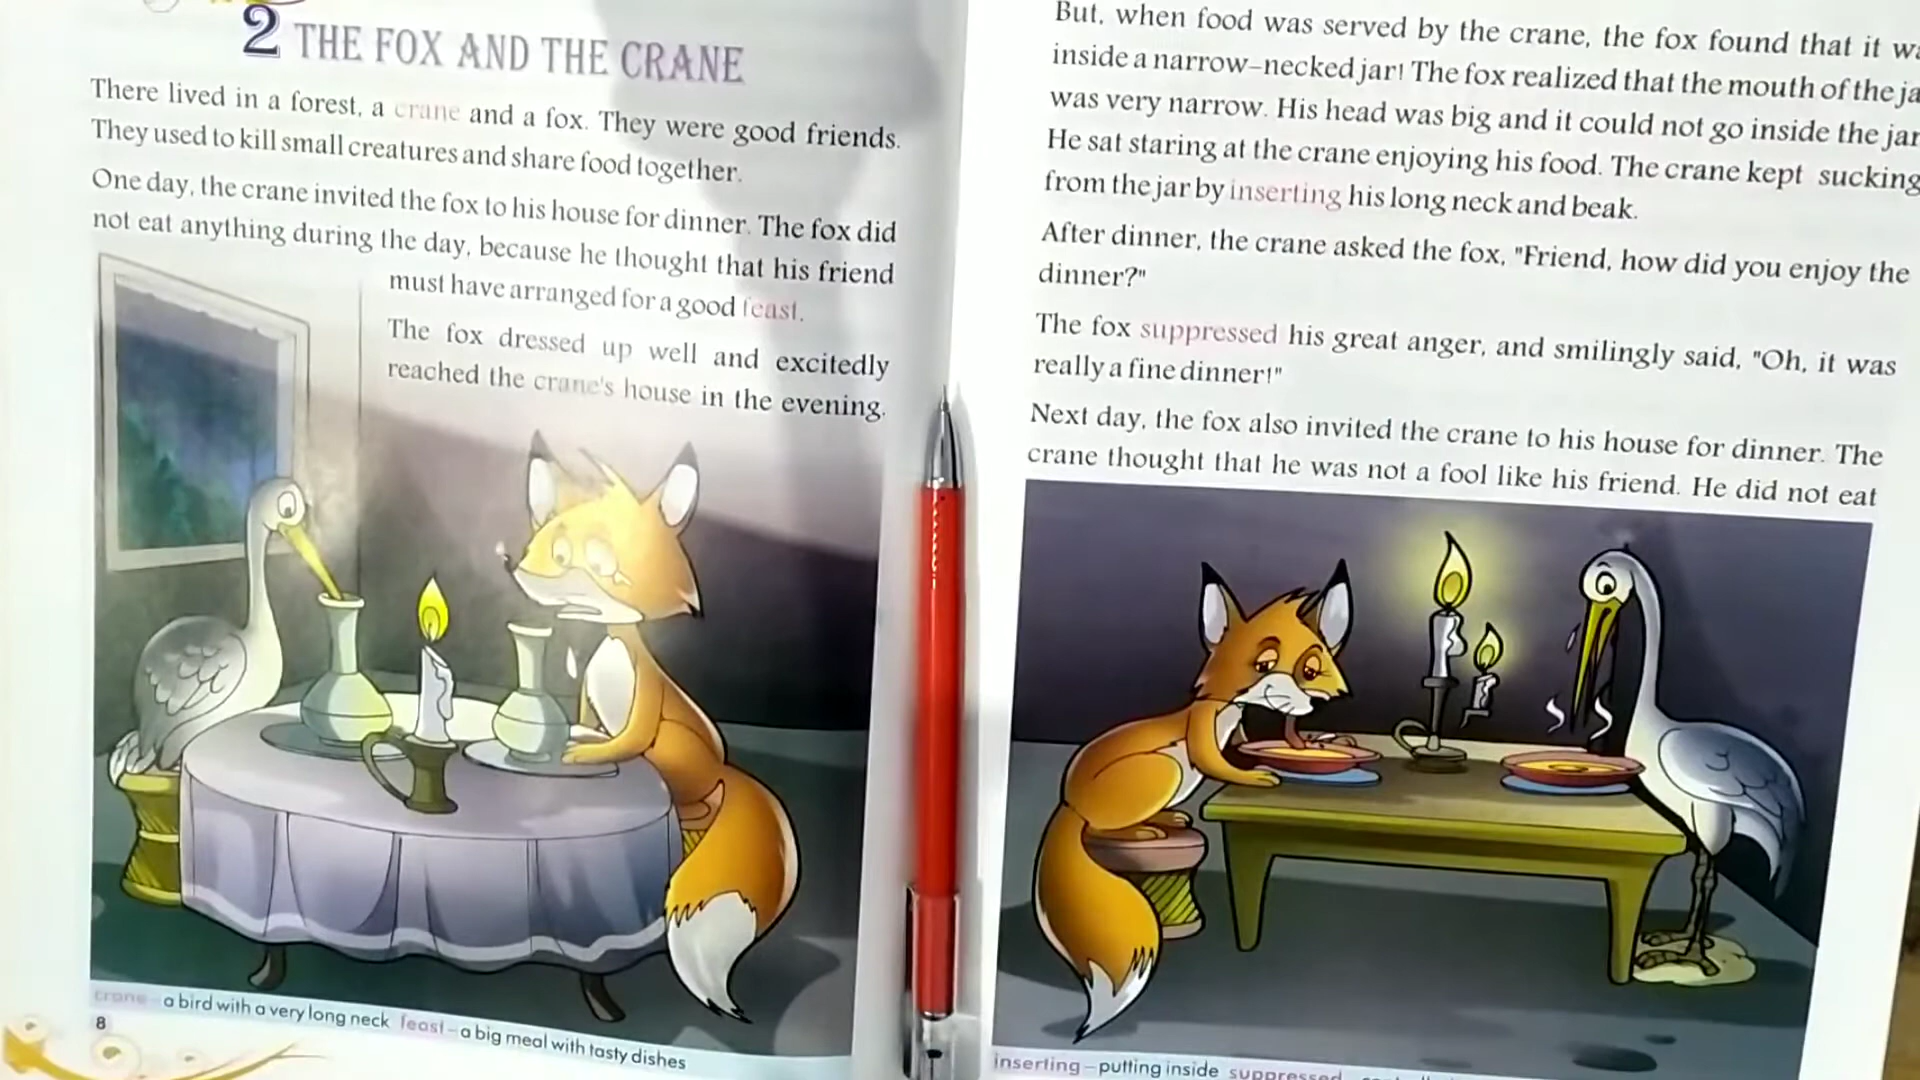 2 THE FOX AND THE CRANE
There lived in a forest, a crane and a fox. They were good friends.
They used to kill small creatures and share food together.
One day, the crane invited the fox to his house for dinner. The fox did
not eat anything during the day, because he thought that his friend
must have arranged for a good feast.
The fox dressed up well and excitedly
reached the crane's house in the evening.
crane – a bird with a very long neck feast – a big meal with tasty dishes
8
But, when food was served by the crane, the fox found that it
inside a narrow-necked jar! The fox realized that the mouth of the
was very narrow. His head was big and it could not go inside the jar
He sat staring at the crane enjoying his food. The crane kept sucking
from the jar by inserting his long neck and beak.
After dinner, the crane asked the fox, "Friend, how did you enjoy the
dinner?"
The fox suppressed his great anger, and smilingly said, "Oh, it was
really a fine dinner!"
Next day, the fox also invited the crane to his house for dinner. The
crane thought that he was not a fool like his friend. He did not eat
inserting – putting inside suppressed